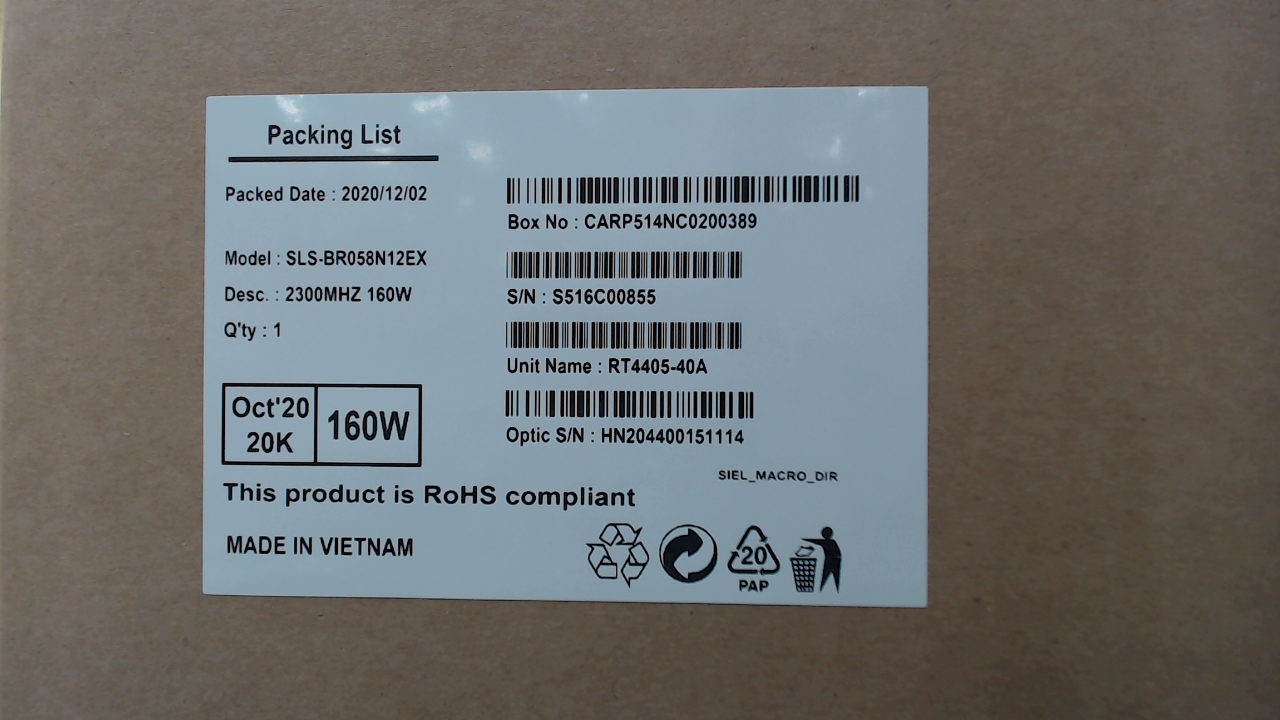 Packing List
Packed Date : 2020/12/02
Box No : CARP514NC0200389
Model : SLS-BR058N12EX
Desc. : 2300MHZ 160W
S/N : S516C00855
Q'ty : 1
Unit Name : RT4405-40A
Oct'20
20K
160W
Optic S/N : HN204400151114
SIEL_MACRO_DIR
This product is RoHS compliant
MADE IN VIETNAM
20
PAP